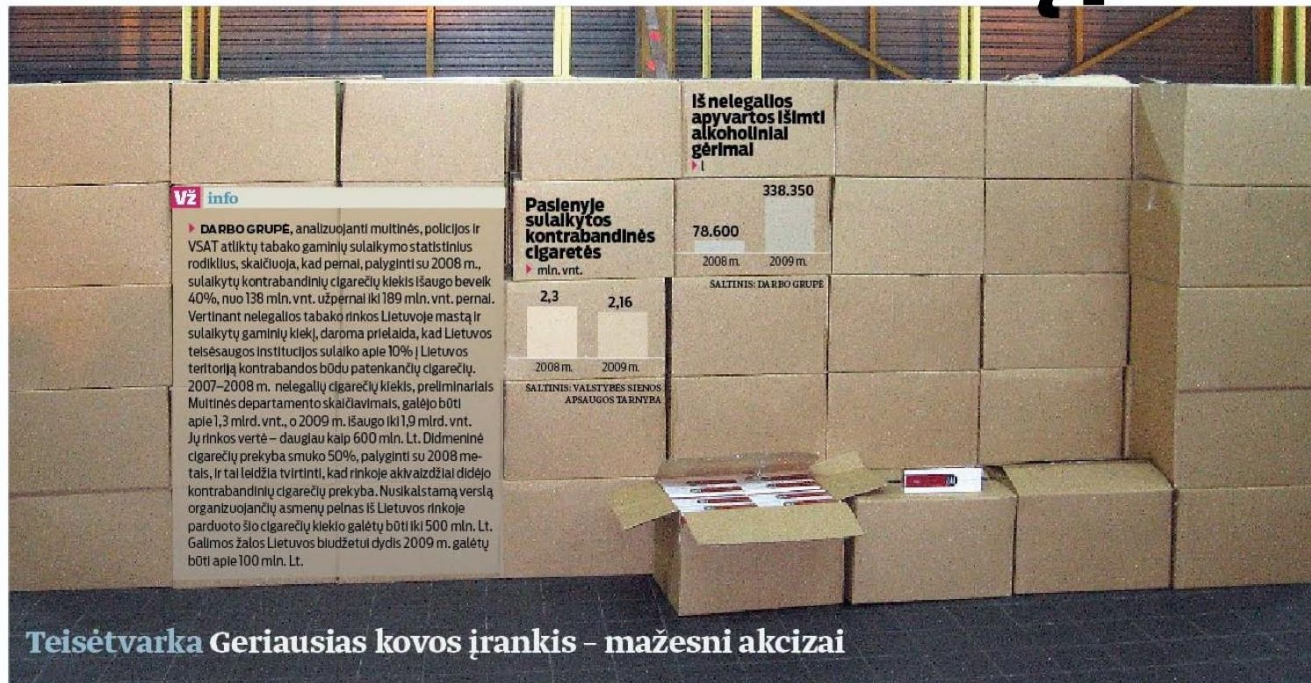 Vž info
DARBO GRUPĖ, analizuojanti muitinės, policijos ir
VSAT atliktų tabako gaminių sulaikymo statistinius
rodiklius, skaičiuoja, kad pernai, palyginti su 2008 m.,
sulaikytų kontrabandinių cigarečių kiekis išaugo beveik
40%, nuo 138 mln. vnt. užpernai iki 189 mln. vnt. pernai.
Vertinant nelegalios tabako rinkos Lietuvoje mastą ir
sulaikytų gaminių kiekį, daroma prielaida, kad Lietuvos
teisėsaugos institucijos sulaiko apie 10% į Lietuvos
teritoriją kontrabandos būdu patenkančių cigarečių.
2007–2008 m. nelegalių cigarečių kiekis, preliminariais
Muitinės departamento skaičiavimais, galėjo būti
apie 1,3 mlrd. vnt., o 2009 m. išaugo iki 1,9 mlrd. vnt.
Jų rinkos vertė – daugiau kaip 600 mln. Lt. Didmeninė
cigarečių prekyba smuko 50%, palyginti su 2008 me-
tais, ir tai leidžia tvirtinti, kad rinkoje akivaizdžiai didėjo
kontrabandinių cigarečių prekyba. Nusikalstamą verslą
organizuojančių asmenų pelnas iš Lietuvos rinkoje
parduoto šio cigarečių kiekio galėtų būti iki 500 mln. Lt.
Galimos žalos Lietuvos biudžetui dydis 2009 m. galėtų
būti apie 100 mln. Lt.
Pasienyje
sulaikytos
kontrabandinės
cigaretės
mln. vnt.
2,3 2,16
2008 m. 2009 m.
ŠALTINIS: VALSTYBĖS SIENOS
APSAUGOS TARNYBA
Iš nelegalios
apyvartos išimti
alkoholiniai
gėrimai
l
78.600 338.350
2008 m. 2009 m.
ŠALTINIS: DARBO GRUPĖ
Teisėtvarka Geriausias kovos įrankis – mažesni akcizai